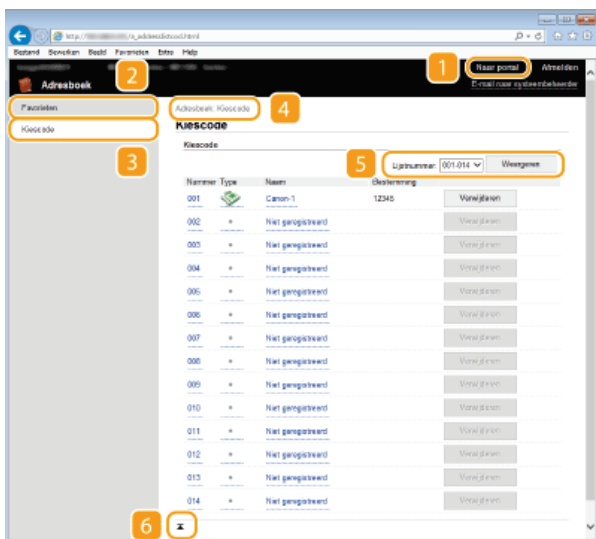 http://
/a_addresslistcod.html
Bestand Bewerken Beeld Favorieten Extra Help
1 Naar portal Afmelden
2
Adresboek E-mail naar systeembeheerder
Favorieten
Adresboek: Kiescode 4
Kiescode
Kiescode
3
Kiescode
5 Lijstnummer: 001-014 Weergeven
Nummer Type Naam Bestemming
001 Canon-1 12345 Verwijderen
002 Niet geregistreerd Verwijderen
003 Niet geregistreerd Verwijderen
004 Niet geregistreerd Verwijderen
005 Niet geregistreerd Verwijderen
006 Niet geregistreerd Verwijderen
007 Niet geregistreerd Verwijderen
008 Niet geregistreerd Verwijderen
009 Niet geregistreerd Verwijderen
010 Niet geregistreerd Verwijderen
011 Niet geregistreerd Verwijderen
012 Niet geregistreerd Verwijderen
013 Niet geregistreerd Verwijderen
014 Niet geregistreerd Verwijderen
6